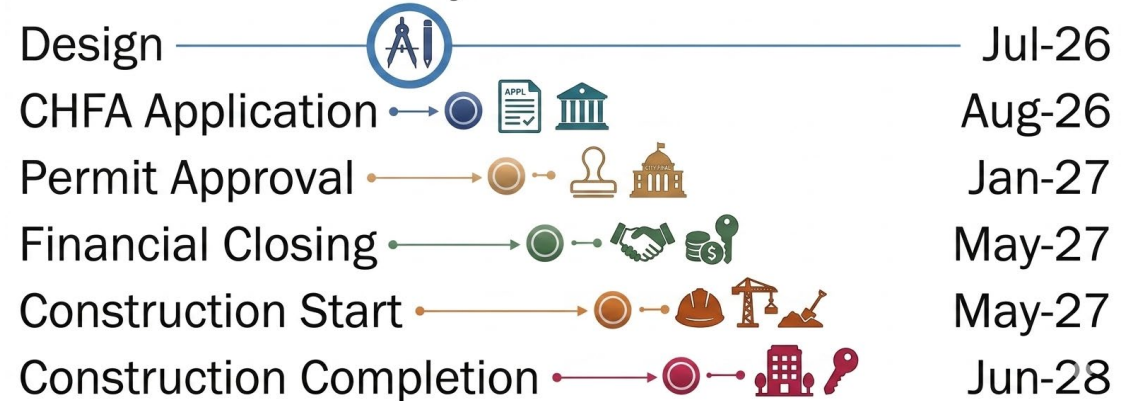 Design Jul-26
CHFA Application APPL Aug-26
Permit Approval Jan-27
Financial Closing $ May-27
Construction Start May-27
Construction Completion Jun-28